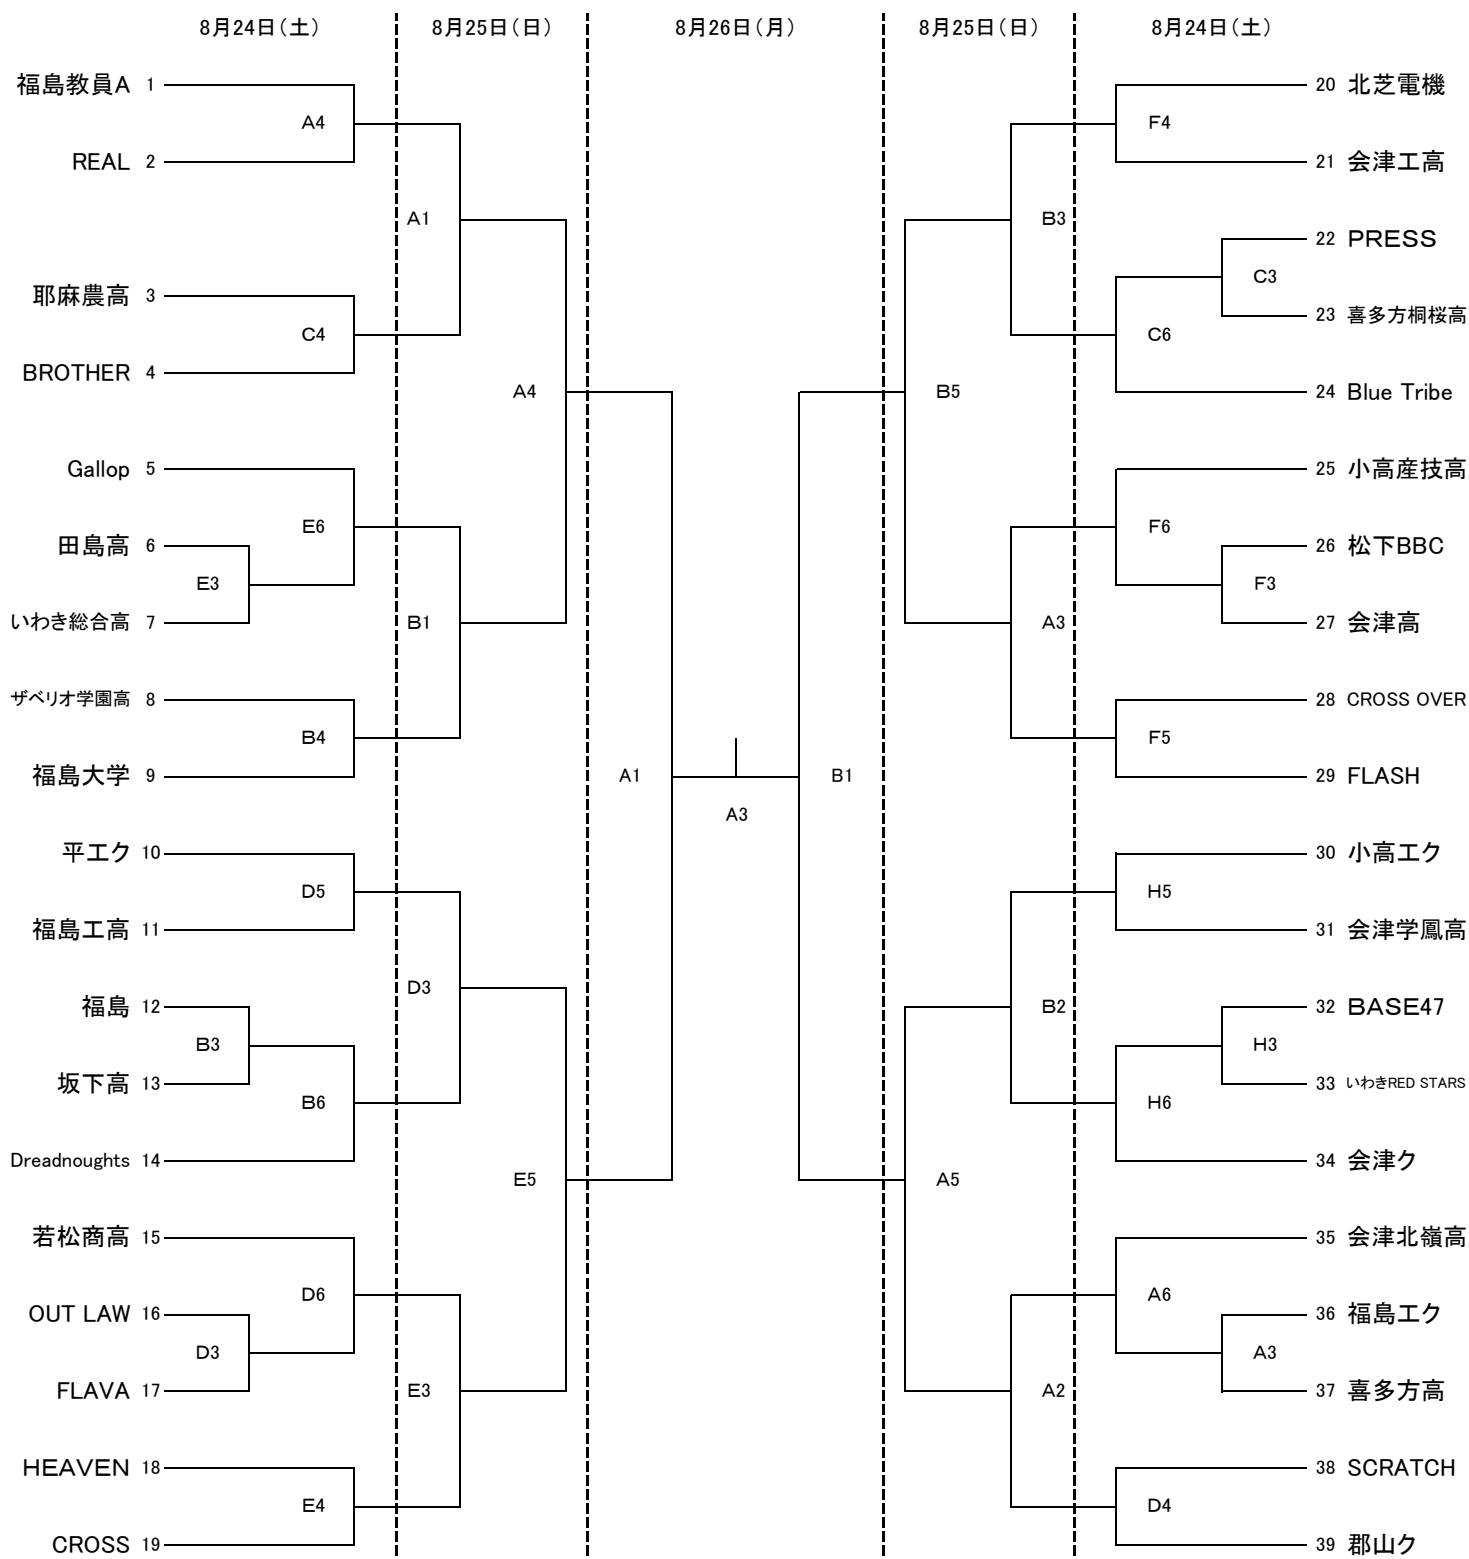 8月24日（土） 8月25日（日） 8月26日（月） 8月25日（日） 8月24日（土）
福島教員A 1 20 北芝電機
A4 F4
REAL 2 21 会津工高
A1 B3
22 PRESS
C3
耶麻農高 3 23 喜多方桐桜高
C4 C6
BROTHER 4
A4 B5 24 Blue Tribe
Gallop 5 25 小高産技高
E6 F6
田島高 6 26 松下BBC
E3 F3
いわき総合高 7 B1 A3 27 会津高
ザベリオ学園高 8 28 CROSS OVER
B4 F5
福島大学 9 A1 B1 29 FLASH
A3
平エク 10 30 小高エク
D5 H5
福島工高 11 31 会津学鳳高
D3
福島 12 B2 32 BASE47
B3 H3
坂下高 13 33 いわきRED STARS
B6 H6
Dreadnoughts 14 34 会津ク
E5 A5
若松商高 15 35 会津北嶺高
D6 A6
OUT LAW 16 36 福島エク
D3 A3
FLAVA 17 E3 A2 37 喜多方高
HEAVEN 18 38 SCRATCH
E4 D4
CROSS 19 39 郡山ク